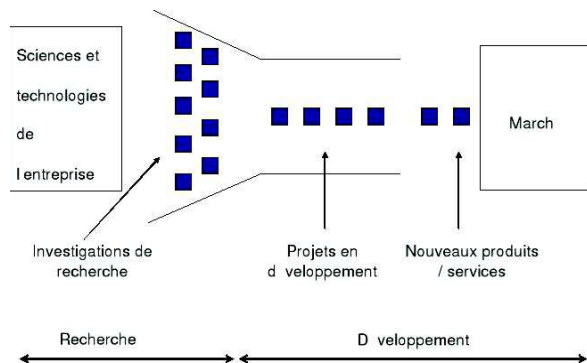 Sciences et
technologies
de
l entreprise
March
Investigations de
recherche
Projets en
d veloppement
Nouveaux produits
/ services
Recherche
D veloppement